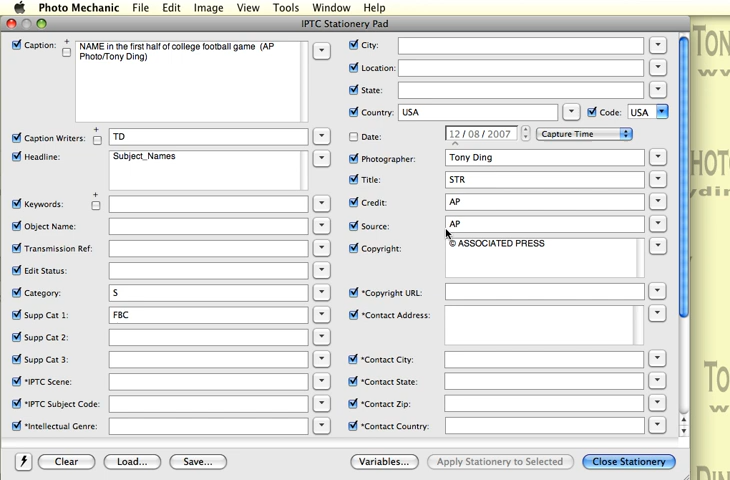 Photo Mechanic File Edit Image View Tools Window Help
IPTC Stationery Pad
Caption:
NAME in the first half of college football game (AP
Photo/Tony Ding)
Caption Writers: TD
Headline: Subject_Names
Keywords:
Object Name:
Transmission Ref:
Edit Status:
Category: S
Supp Cat 1: FBC
Supp Cat 2:
Supp Cat 3:
*IPTC Scene:
*IPTC Subject Code:
*Intellectual Genre:
City:
Location:
State:
Country: USA Code: USA
Date: 12/08/2007 Capture Time
Photographer: Tony Ding
Title: STR
Credit: AP
Source: AP
Copyright: © ASSOCIATED PRESS
*Copyright URL:
*Contact Address:
*Contact City:
*Contact State:
*Contact Zip:
*Contact Country:
Clear Load... Save... Variables... Apply Stationery to Selected Close Stationery